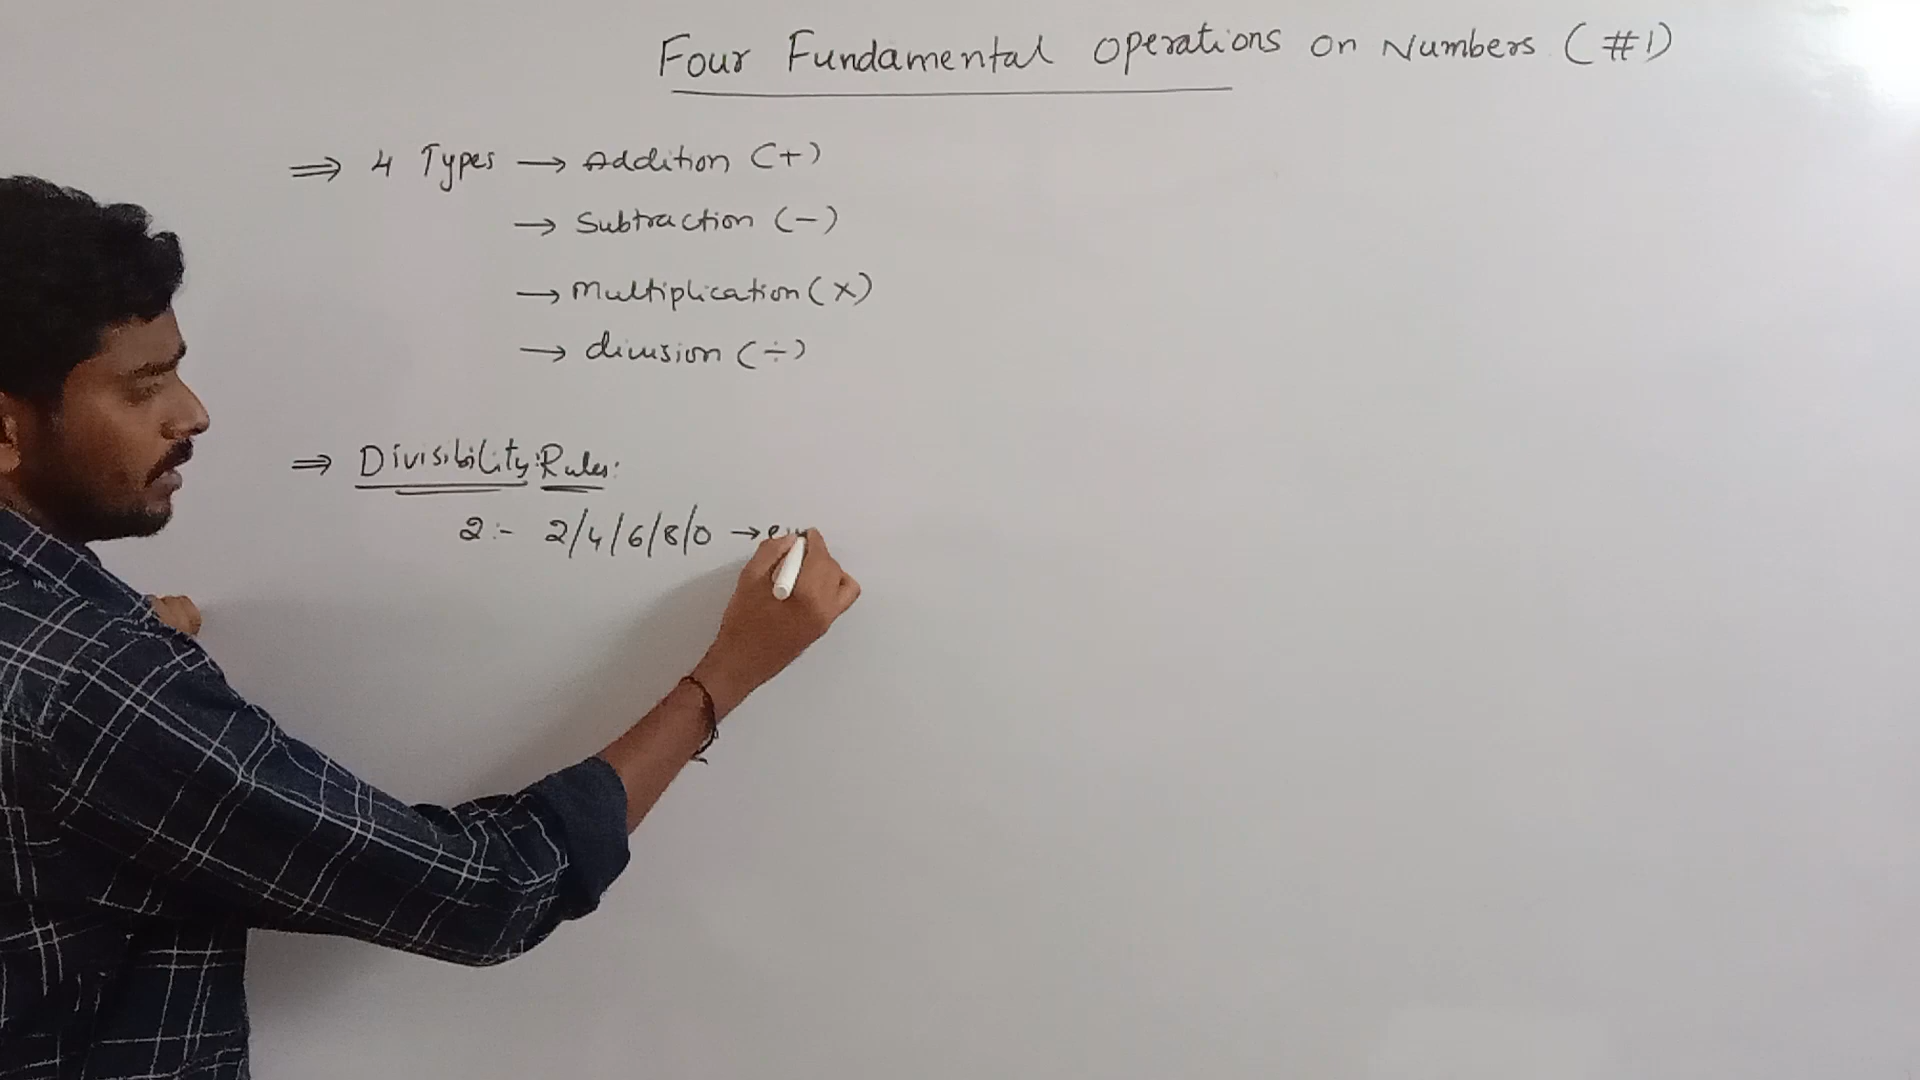 Four Fundamental Operations on Numbers (#1)
⇒ 4 Types → Addition (+)
→ Subtraction (-)
→ Multiplication (×)
→ division (÷)
⇒ Divisibility Rules:
2:- 2/4/6/8/0 →